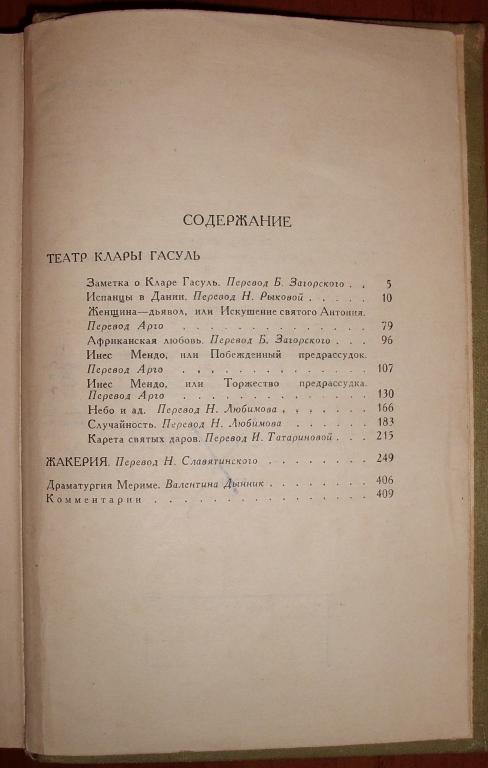 СОДЕРЖАНИЕ
ТЕАТР КЛАРЫ ГАСУЛЬ
Заметка о Кларе Гасуль. Перевод Б. Загорского . . 5
Испанцы в Дании. Перевод Н. Рыковой . . . . . 10
Женщина—дьявол, или Искушение святого Антония.
Перевод Арго . . . . . . . . . . . 79
Африканская любовь. Перевод Б. Загорского . . . 96
Инес Мендо, или Побежденный предрассудок.
Перевод Арго . . . . . . . . . . . 107
Инес Мендо, или Торжество предрассудка.
Перевод Арго . . . . . . . . . . . 130
Небо и ад. Перевод Н. Любимова . . . . . . 166
Случайность. Перевод Н. Любимова . . . . . 183
Карета святых даров. Перевод И. Татариновой . . . 215
ЖАКЕРИЯ. Перевод Н. Славятинского . . . . . . . 249
Драматургия Мериме. Валентина Дынник . . . . . . . 406
Комментарии . . . . . . . . . . . . . 409